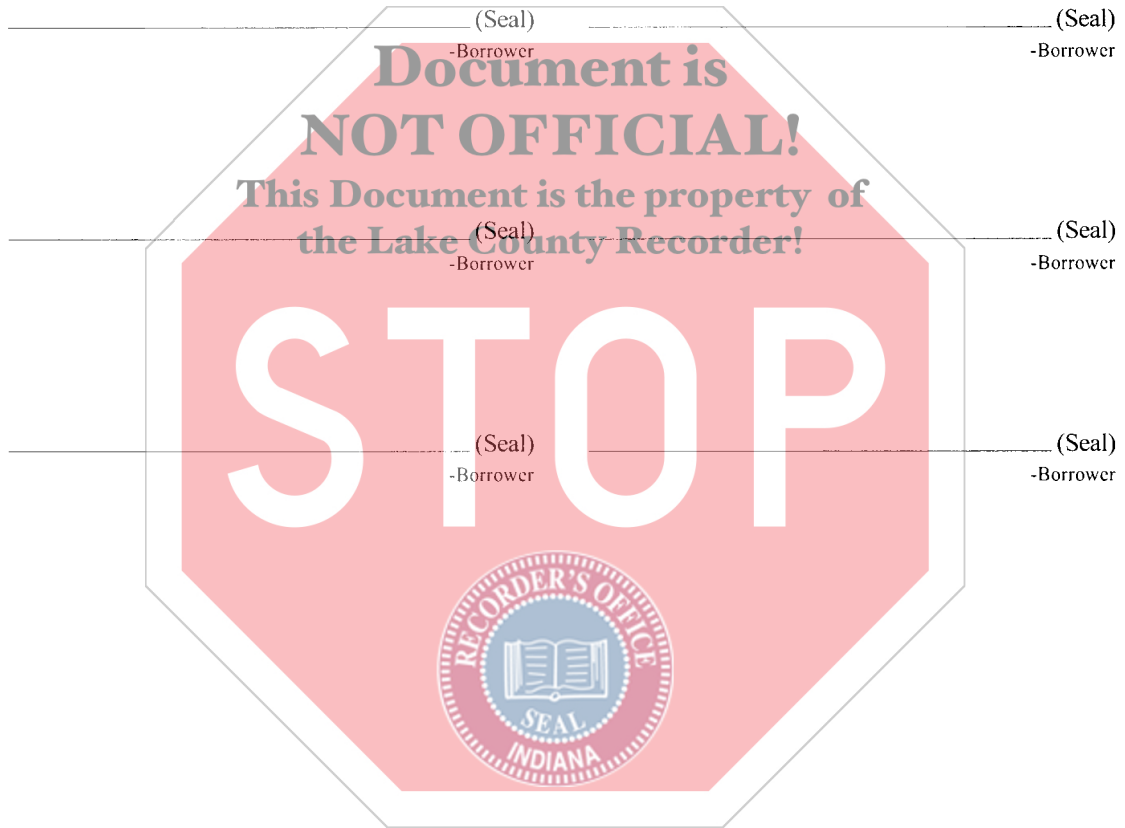 (Seal) (Seal)
-Borrower -Borrower
Document is
NOT OFFICIAL!
This Document is the property of
the Lake County Recorder!
(Seal) (Seal)
-Borrower -Borrower
STOP
(Seal) (Seal)
-Borrower -Borrower
RECORDER'S OFFICE
SEAL
INDIANA